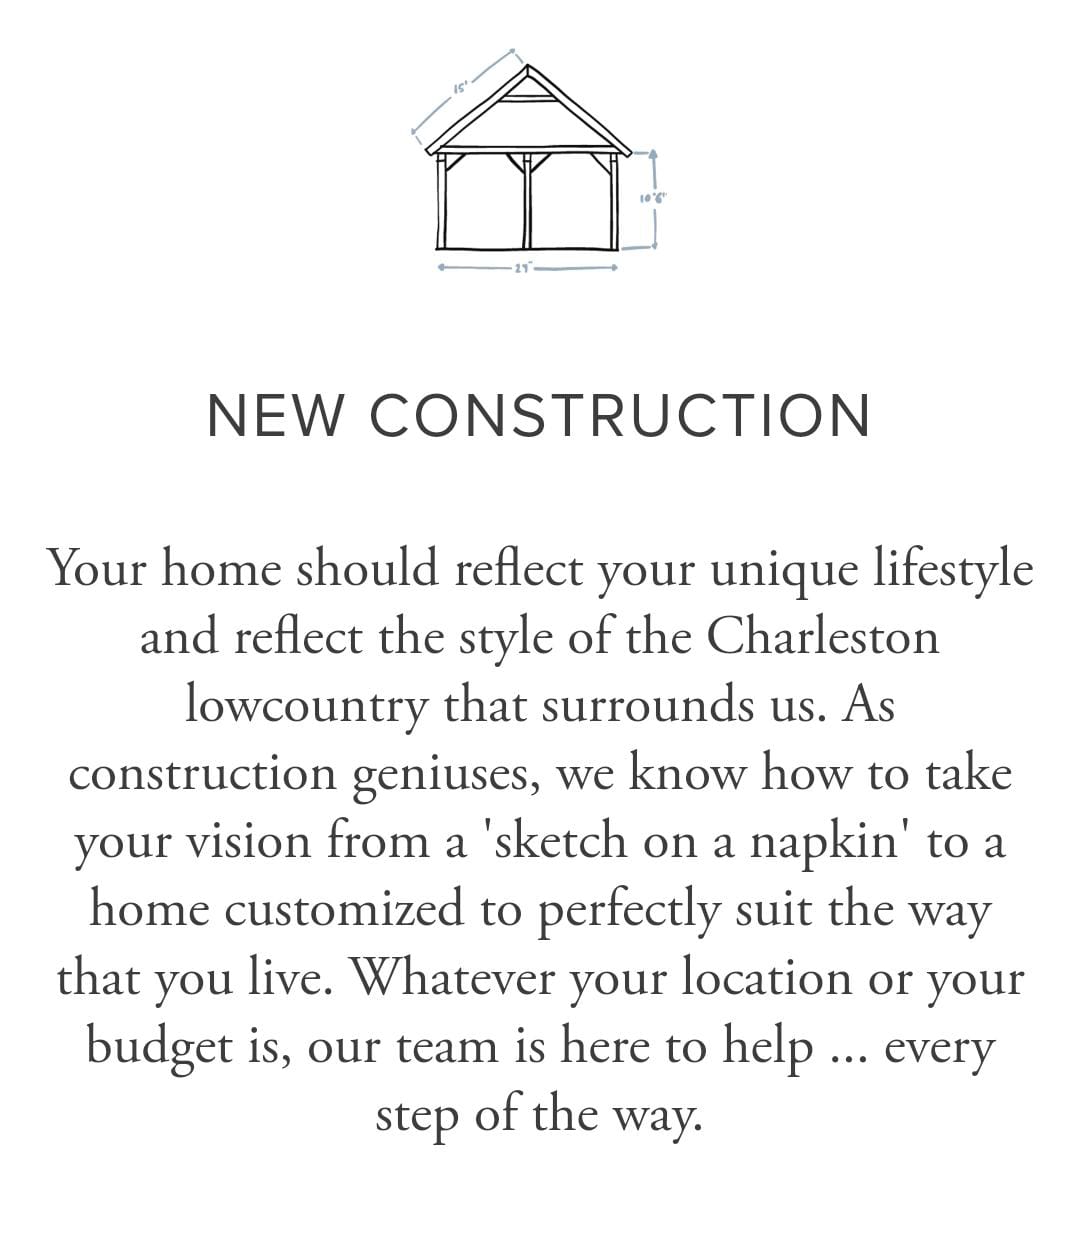 15'
10'6"
NEW CONSTRUCTION
Your home should reflect your unique lifestyle
and reflect the style of the Charleston
lowcountry that surrounds us. As
construction geniuses, we know how to take
your vision from a 'sketch on a napkin' to a
home customized to perfectly suit the way
that you live. Whatever your location or your
budget is, our team is here to help ... every
step of the way.